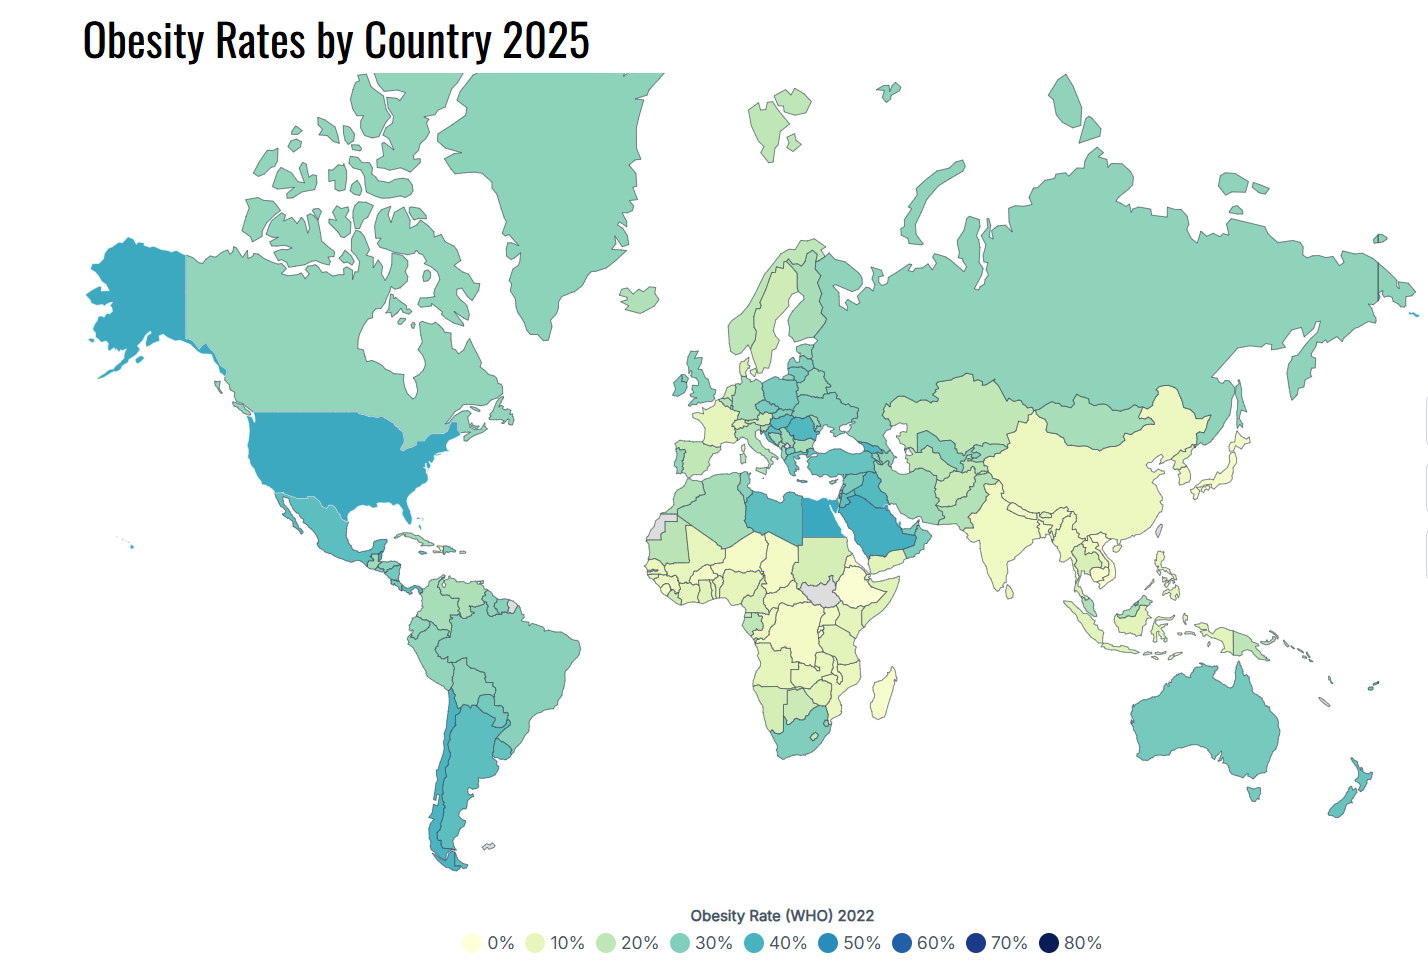 Obesity Rates by Country 2025
Obesity Rate (WHO) 2022
0% 10% 20% 30% 40% 50% 60% 70% 80%